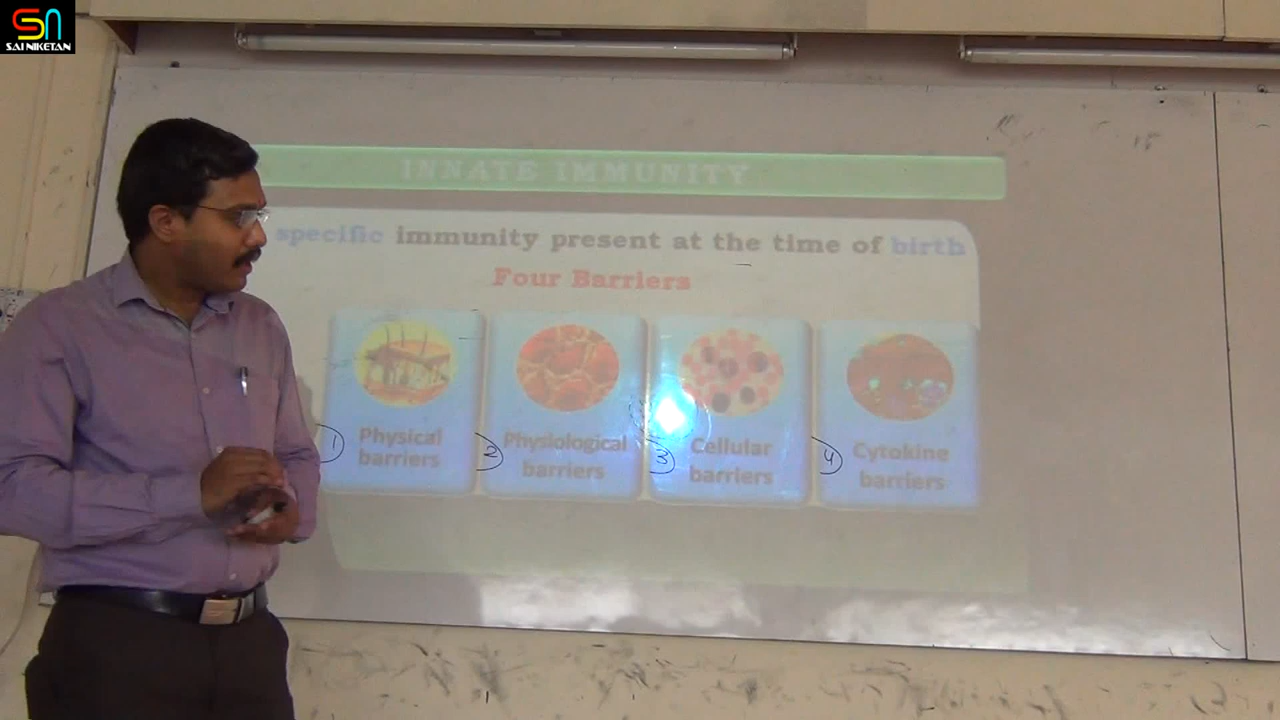 SN
SAI NIKETAN
INNATE IMMUNITY
specific immunity present at the time of birth
Four Barriers
1 Physical barriers
2 Physiological barriers
3 Cellular barriers
4 Cytokine barriers